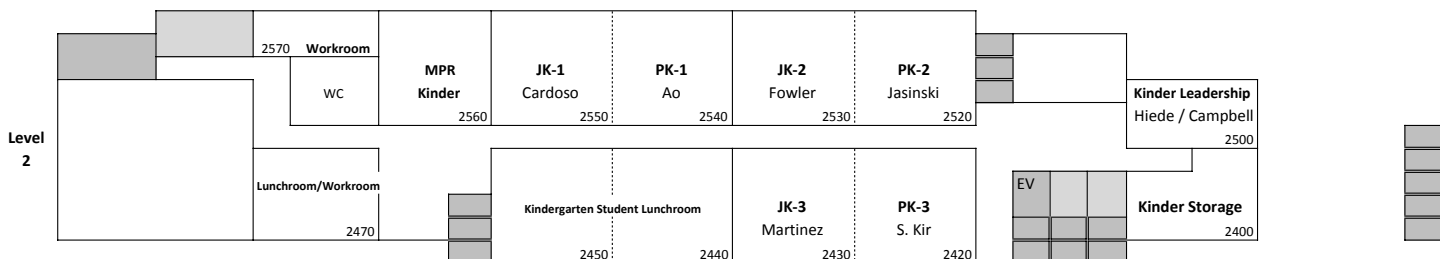 Level
2
2570 Workroom
WC
MPR
Kinder
2560
JK-1
Cardoso
2550
PK-1
Ao
2540
JK-2
Fowler
2530
PK-2
Jasinski
2520
Kinder Leadership
Hiede / Campbell
2500
Lunchroom/Workroom
2470
Kindergarten Student Lunchroom
2450
2440
JK-3
Martinez
2430
PK-3
S. Kir
2420
EV
Kinder Storage
2400